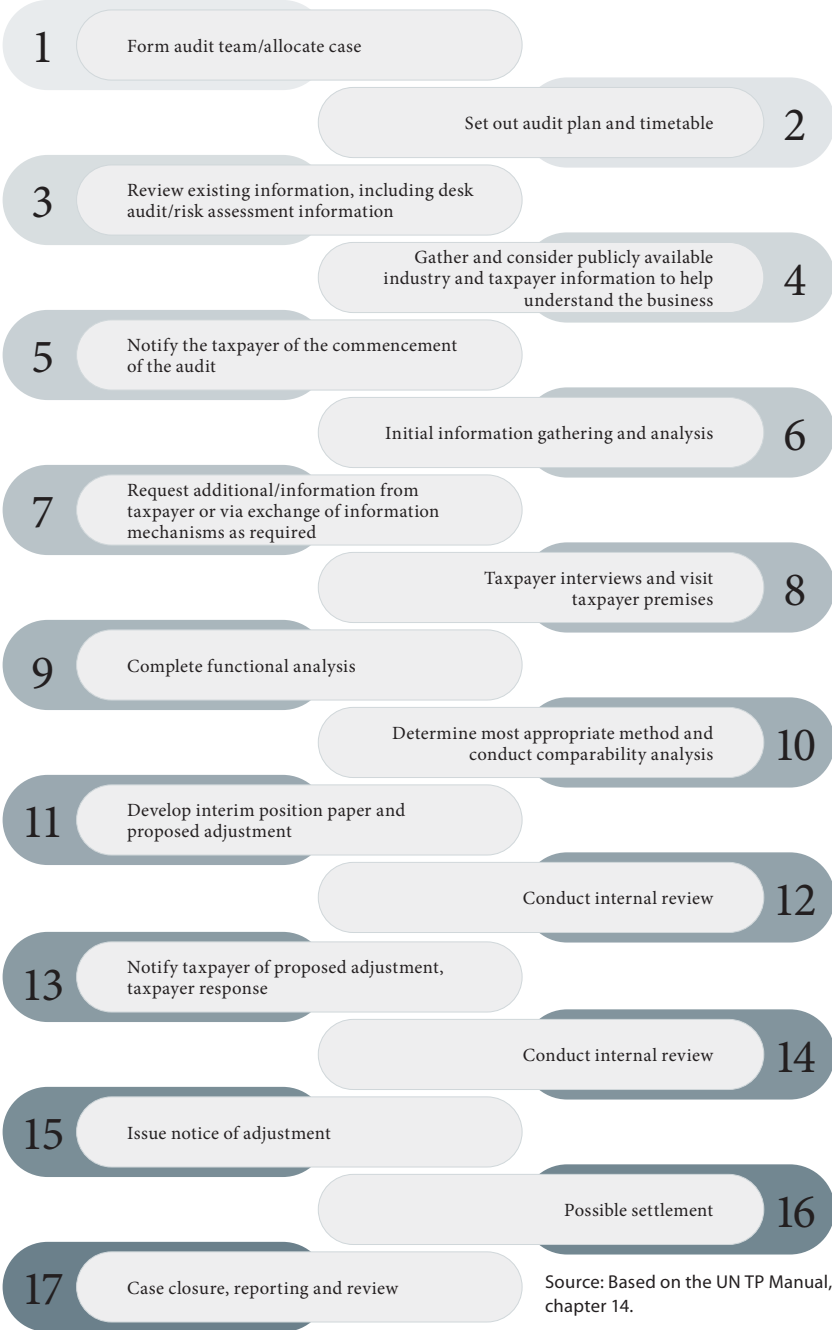 1
Form audit team/allocate case
Set out audit plan and timetable
2
3
Review existing information, including desk
audit/risk assessment information
Gather and consider publicly available
industry and taxpayer information to help
understand the business
4
5
Notify the taxpayer of the commencement
of the audit
Initial information gathering and analysis
6
7
Request additional/information from
taxpayer or via exchange of information
mechanisms as required
Taxpayer interviews and visit
taxpayer premises
8
9
Complete functional analysis
Determine most appropriate method and
conduct comparability analysis
10
11
Develop interim position paper and
proposed adjustment
Conduct internal review
12
13
Notify taxpayer of proposed adjustment,
taxpayer response
Conduct internal review
14
15
Issue notice of adjustment
Possible settlement
16
17
Case closure, reporting and review
Source: Based on the UN TP Manual,
chapter 14.